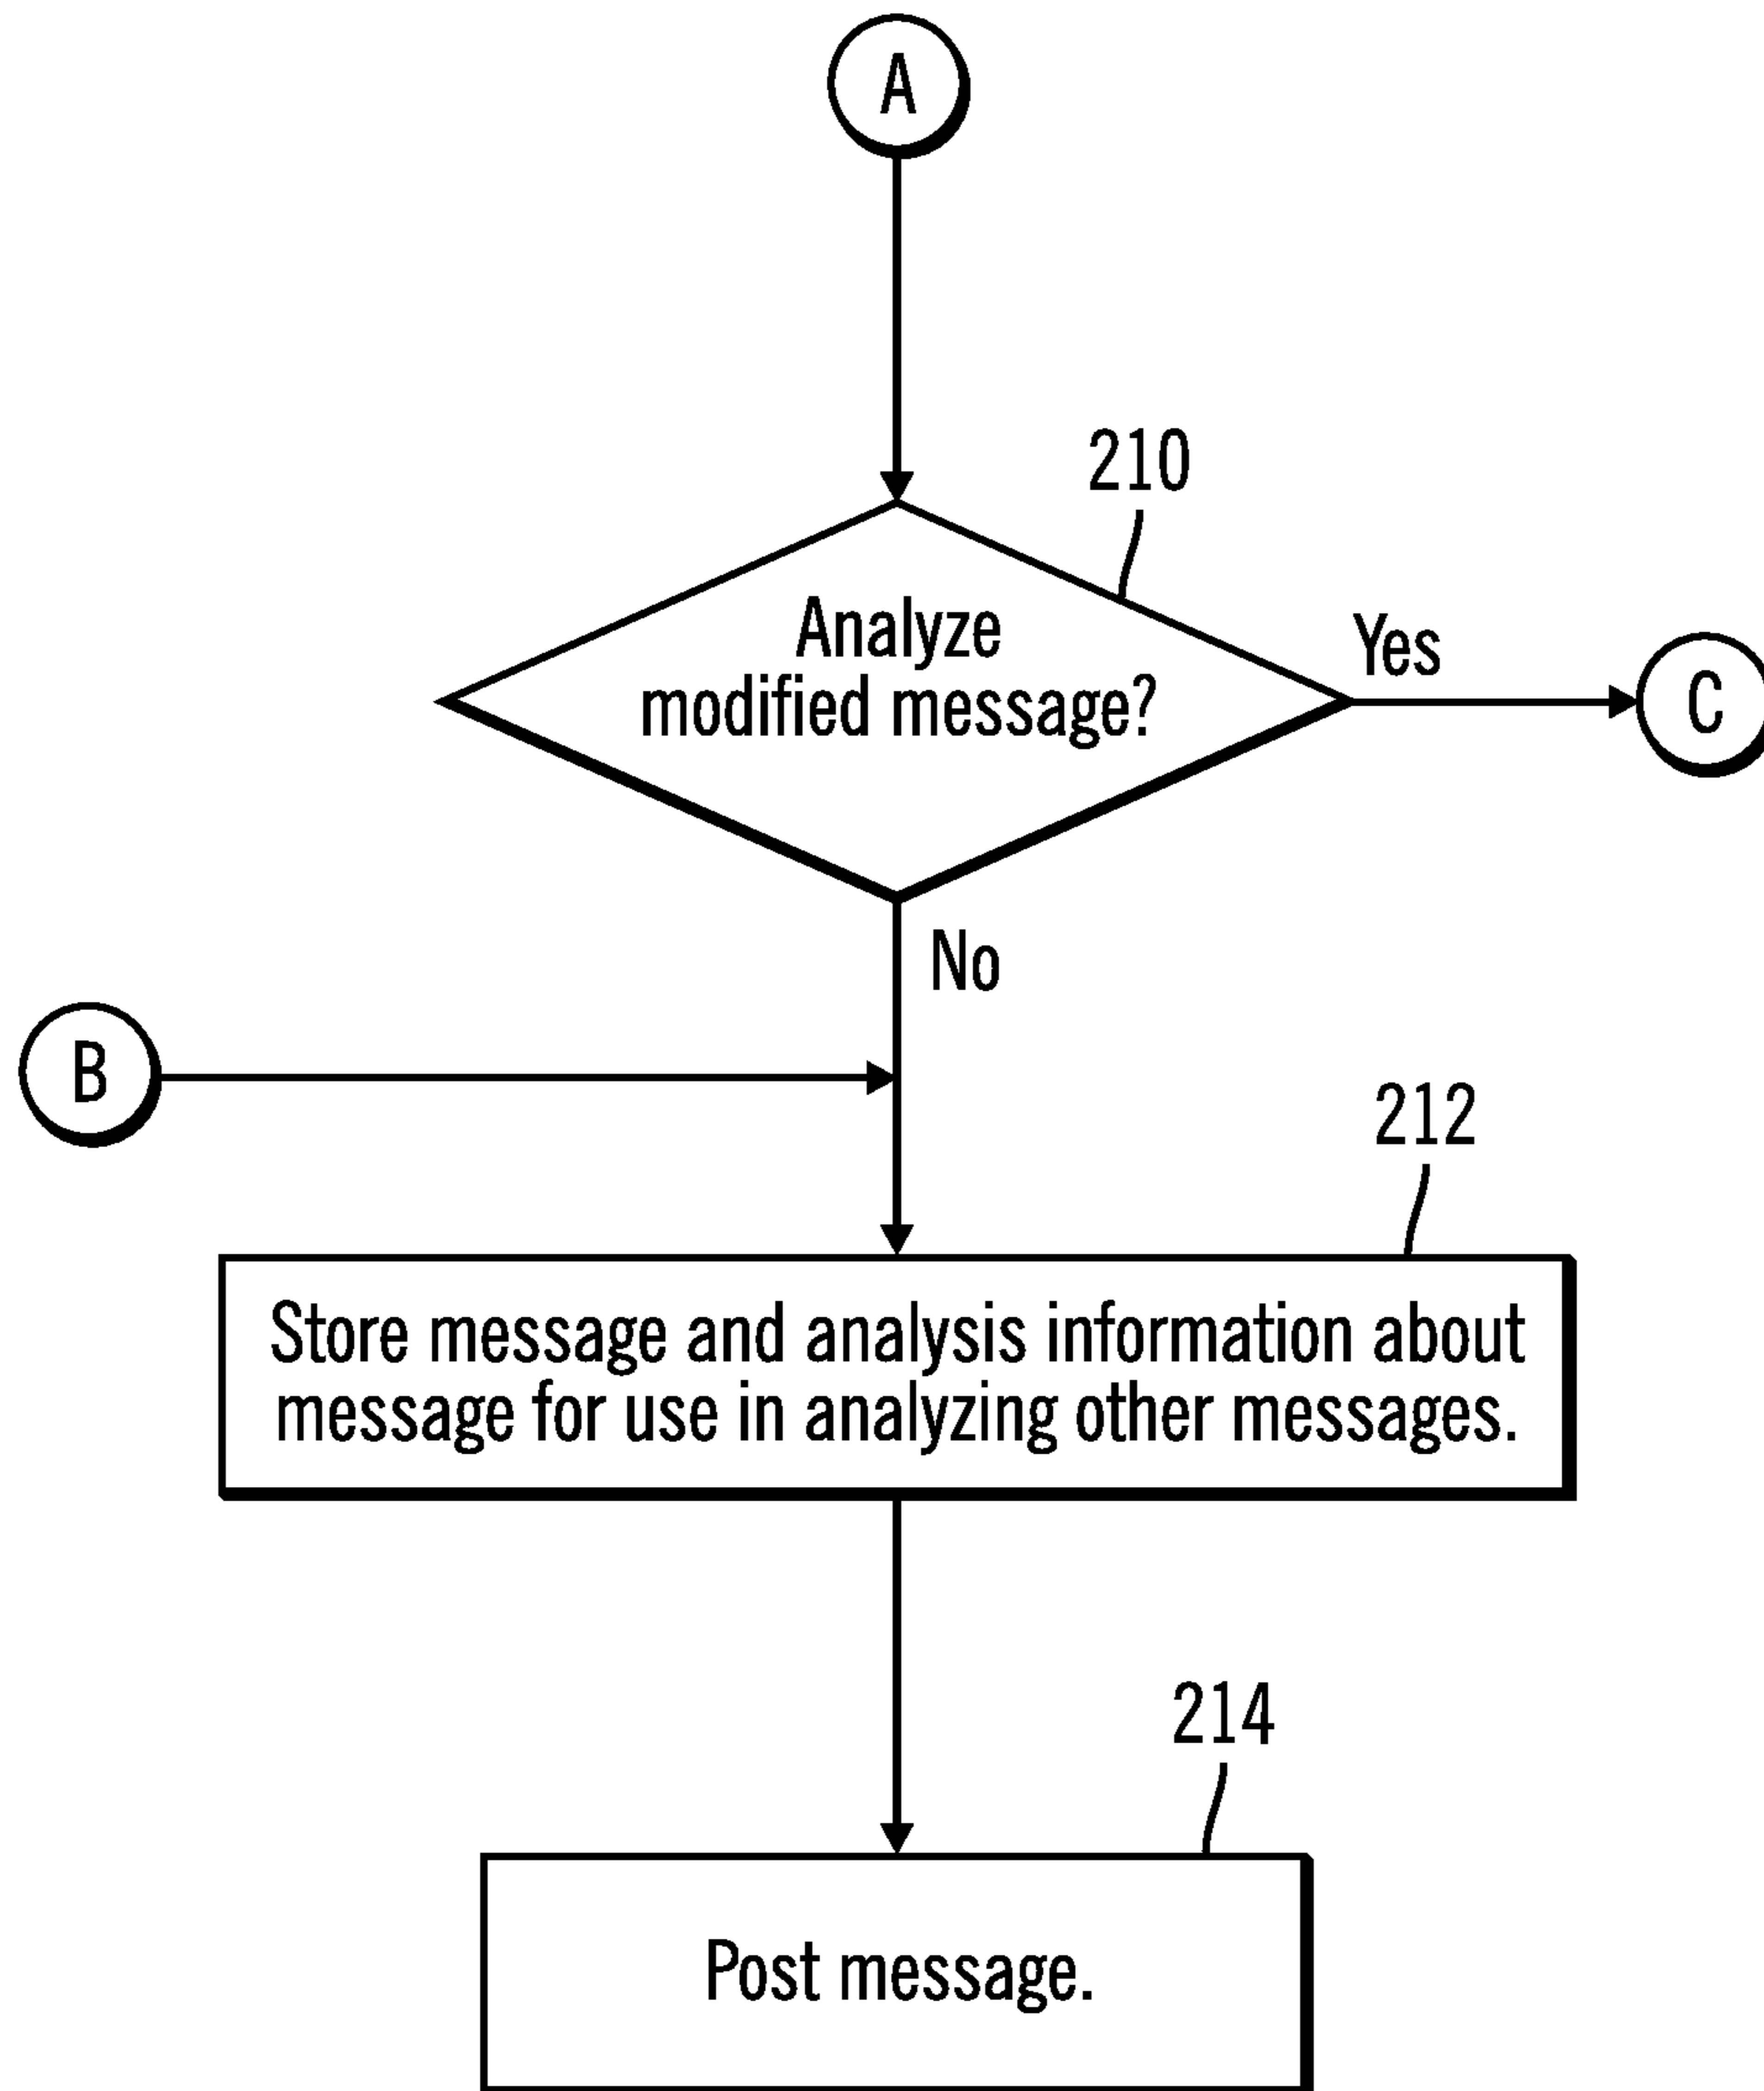 A
210
Analyze
modified message?
Yes
C
No
B
212
Store message and analysis information about
message for use in analyzing other messages.
214
Post message.